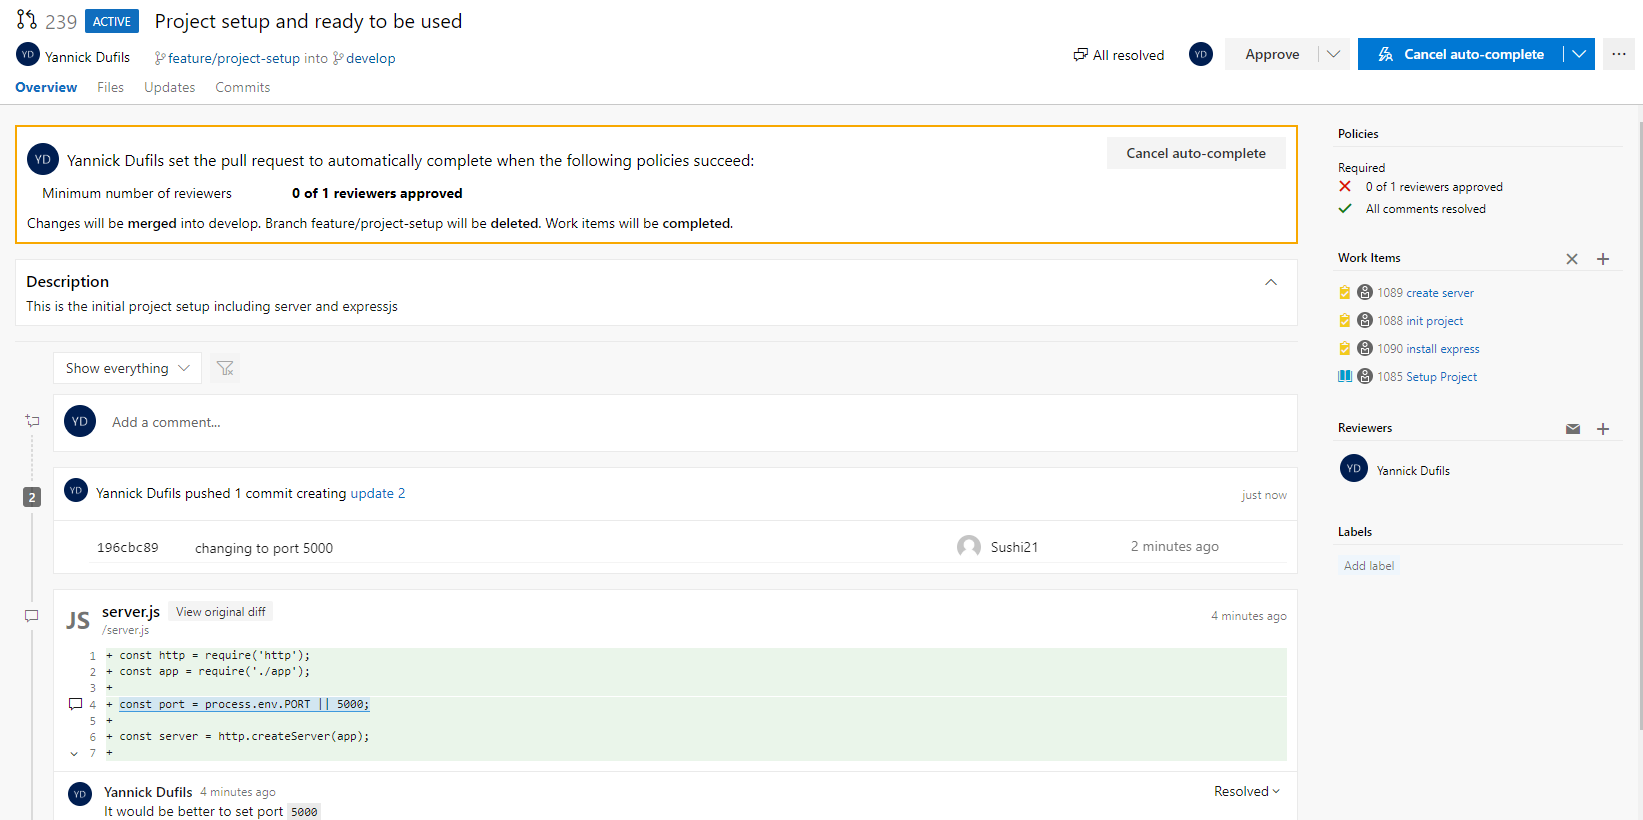 239 ACTIVE Project setup and ready to be used
YD Yannick Dufils feature/project-setup into develop
All resolved YD Approve Cancel auto-complete
Overview Files Updates Commits
YD Yannick Dufils set the pull request to automatically complete when the following policies succeed:
Cancel auto-complete
Minimum number of reviewers 0 of 1 reviewers approved
Changes will be merged into develop. Branch feature/project-setup will be deleted. Work items will be completed.
Description
This is the initial project setup including server and expressjs
Show everything
YD Add a comment...
2
YD Yannick Dufils pushed 1 commit creating update 2 just now
196cbc89 changing to port 5000 Sushi21 2 minutes ago
JS server.js View original diff 4 minutes ago
/server.js
1 + const http = require('http');
2 + const app = require('./app');
3 +
4 + const port = process.env.PORT || 5000;
5 +
6 + const server = http.createServer(app);
7 +
YD Yannick Dufils 4 minutes ago Resolved
It would be better to set port 5000
Policies
Required
0 of 1 reviewers approved
All comments resolved
Work Items
1089 create server
1088 init project
1090 install express
1085 Setup Project
Reviewers
YD Yannick Dufils
Labels
Add label